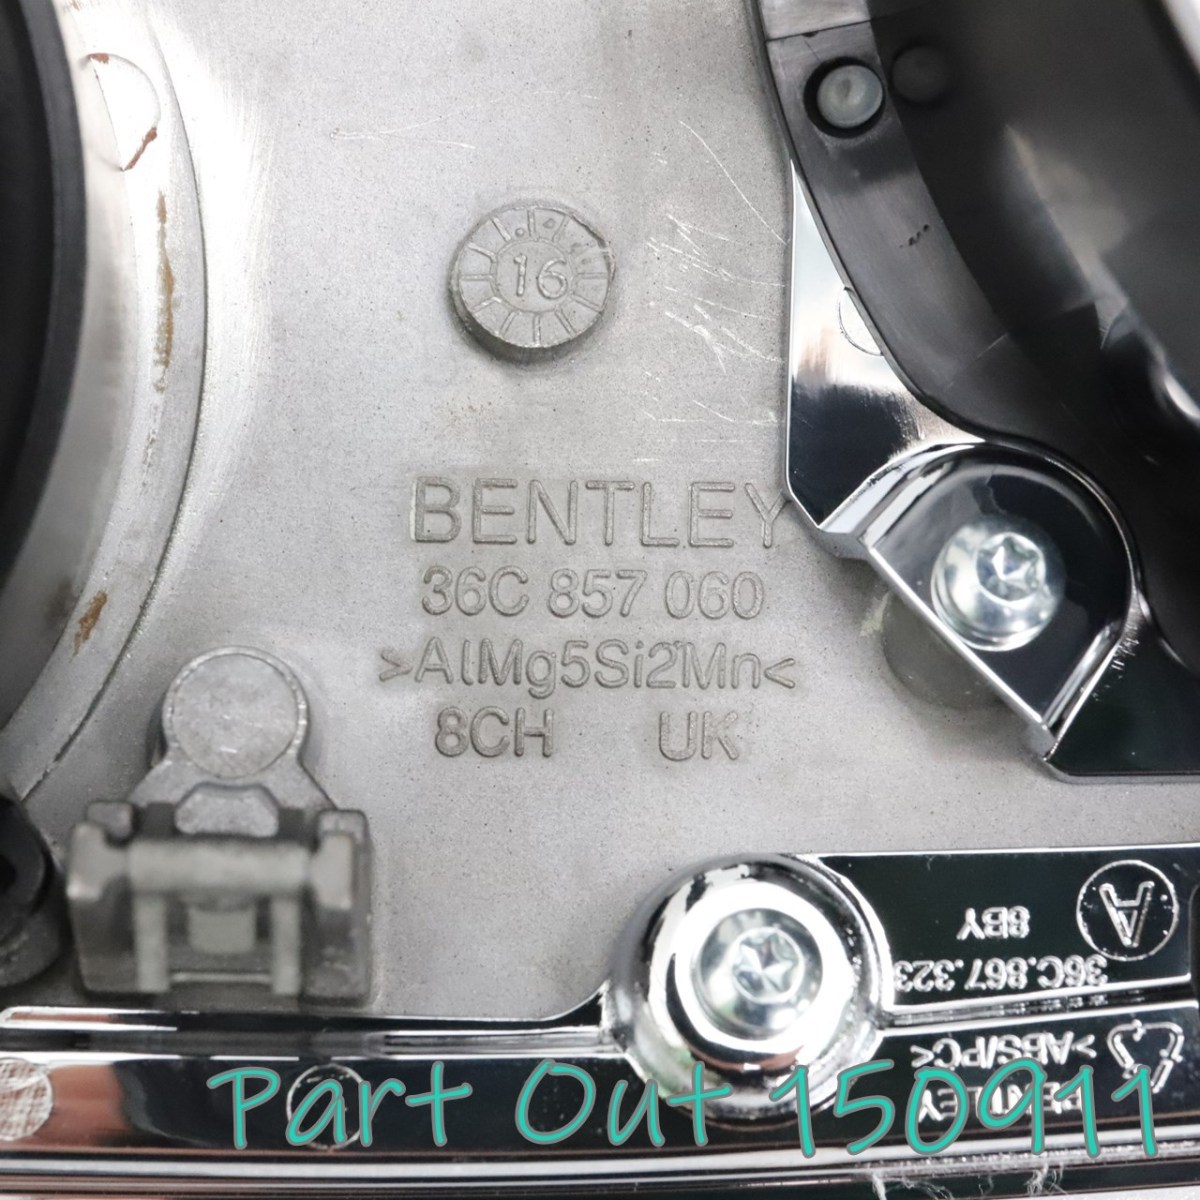 16
BENTLEY
36C 857 060
>AlMg5Si2Mn<
8CH UK
A
8BY
36C.867.323
>ABS/PC<
BENTLEY
Part Out 150911